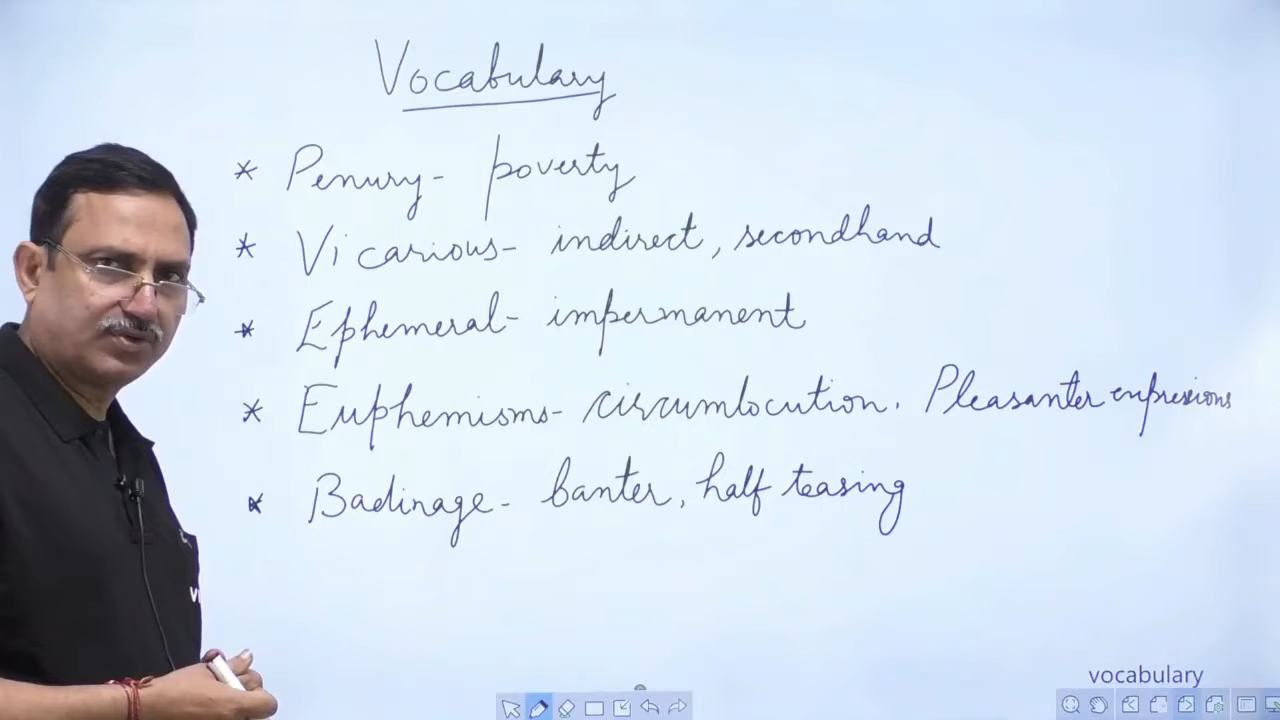 Vocabulary
* Penury - poverty
* Vicarious - indirect, secondhand
* Ephemeral - impermanent
* Euphemisms - circumlocution. Pleasanter expressions
* Badinage - banter, half teasing
vocabulary